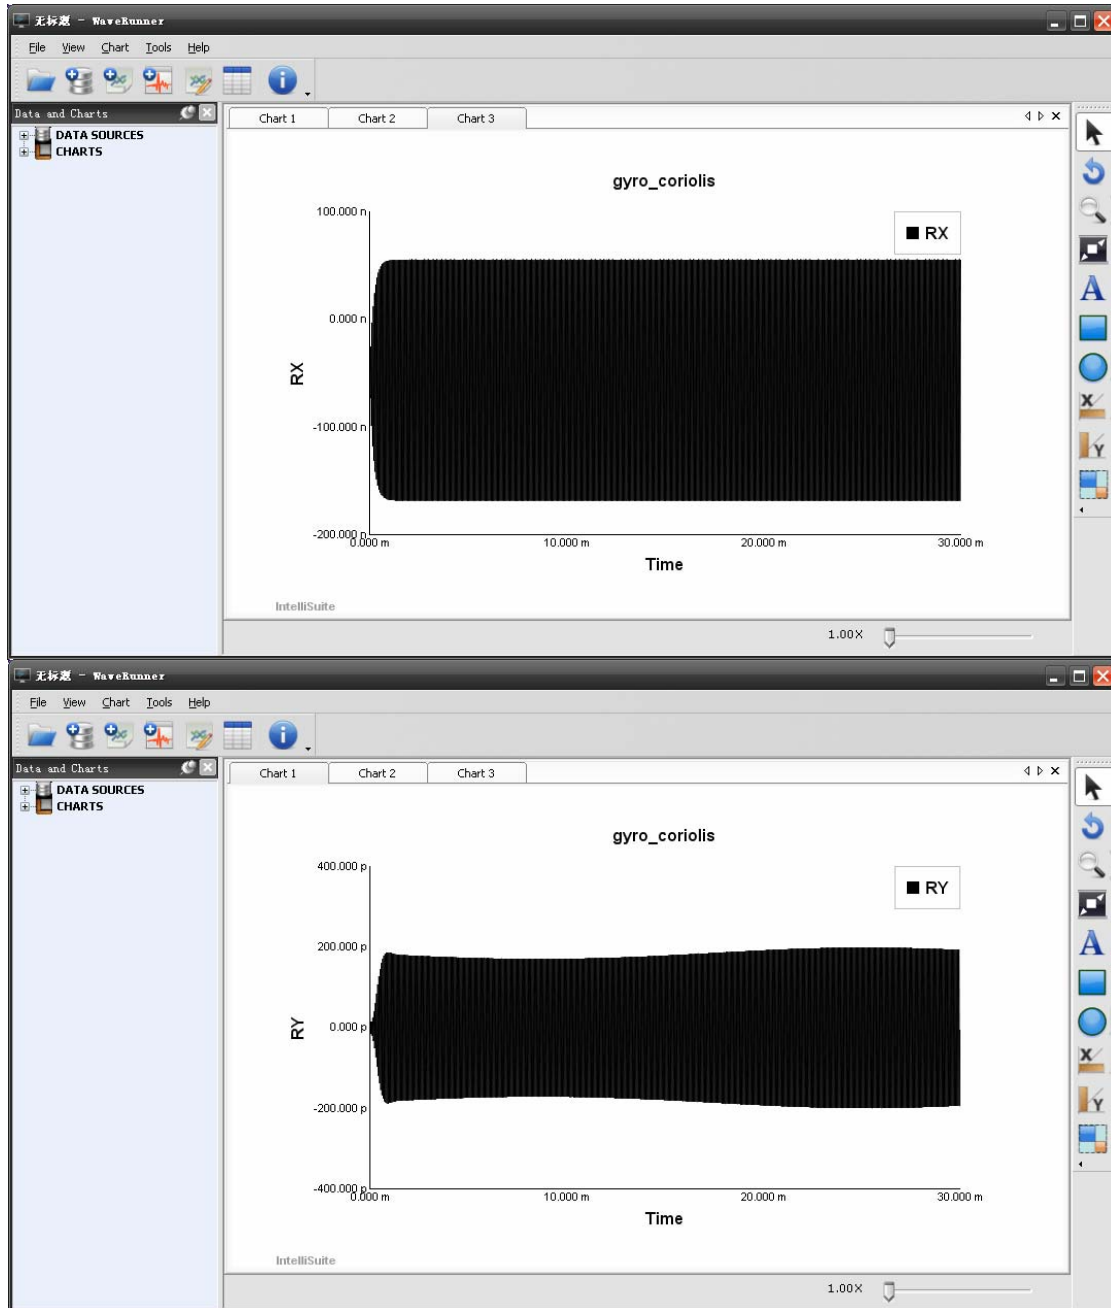 无标题 - WaveRunner
File View Chart Tools Help
Data and Charts
DATA SOURCES
CHARTS
Chart 1 Chart 2 Chart 3
gyro_coriolis
100.000 n
RX
0.000 n
RX
-100.000 n
-200.000 n
0.000 m 10.000 m 20.000 m 30.000 m
Time
IntelliSuite
1.00X
无标题 - WaveRunner
File View Chart Tools Help
Data and Charts
DATA SOURCES
CHARTS
Chart 1 Chart 2 Chart 3
gyro_coriolis
400.000 p
RY
200.000 p
0.000 p
RY
-200.000 p
-400.000 p
0.000 m 10.000 m 20.000 m 30.000 m
Time
IntelliSuite
1.00X